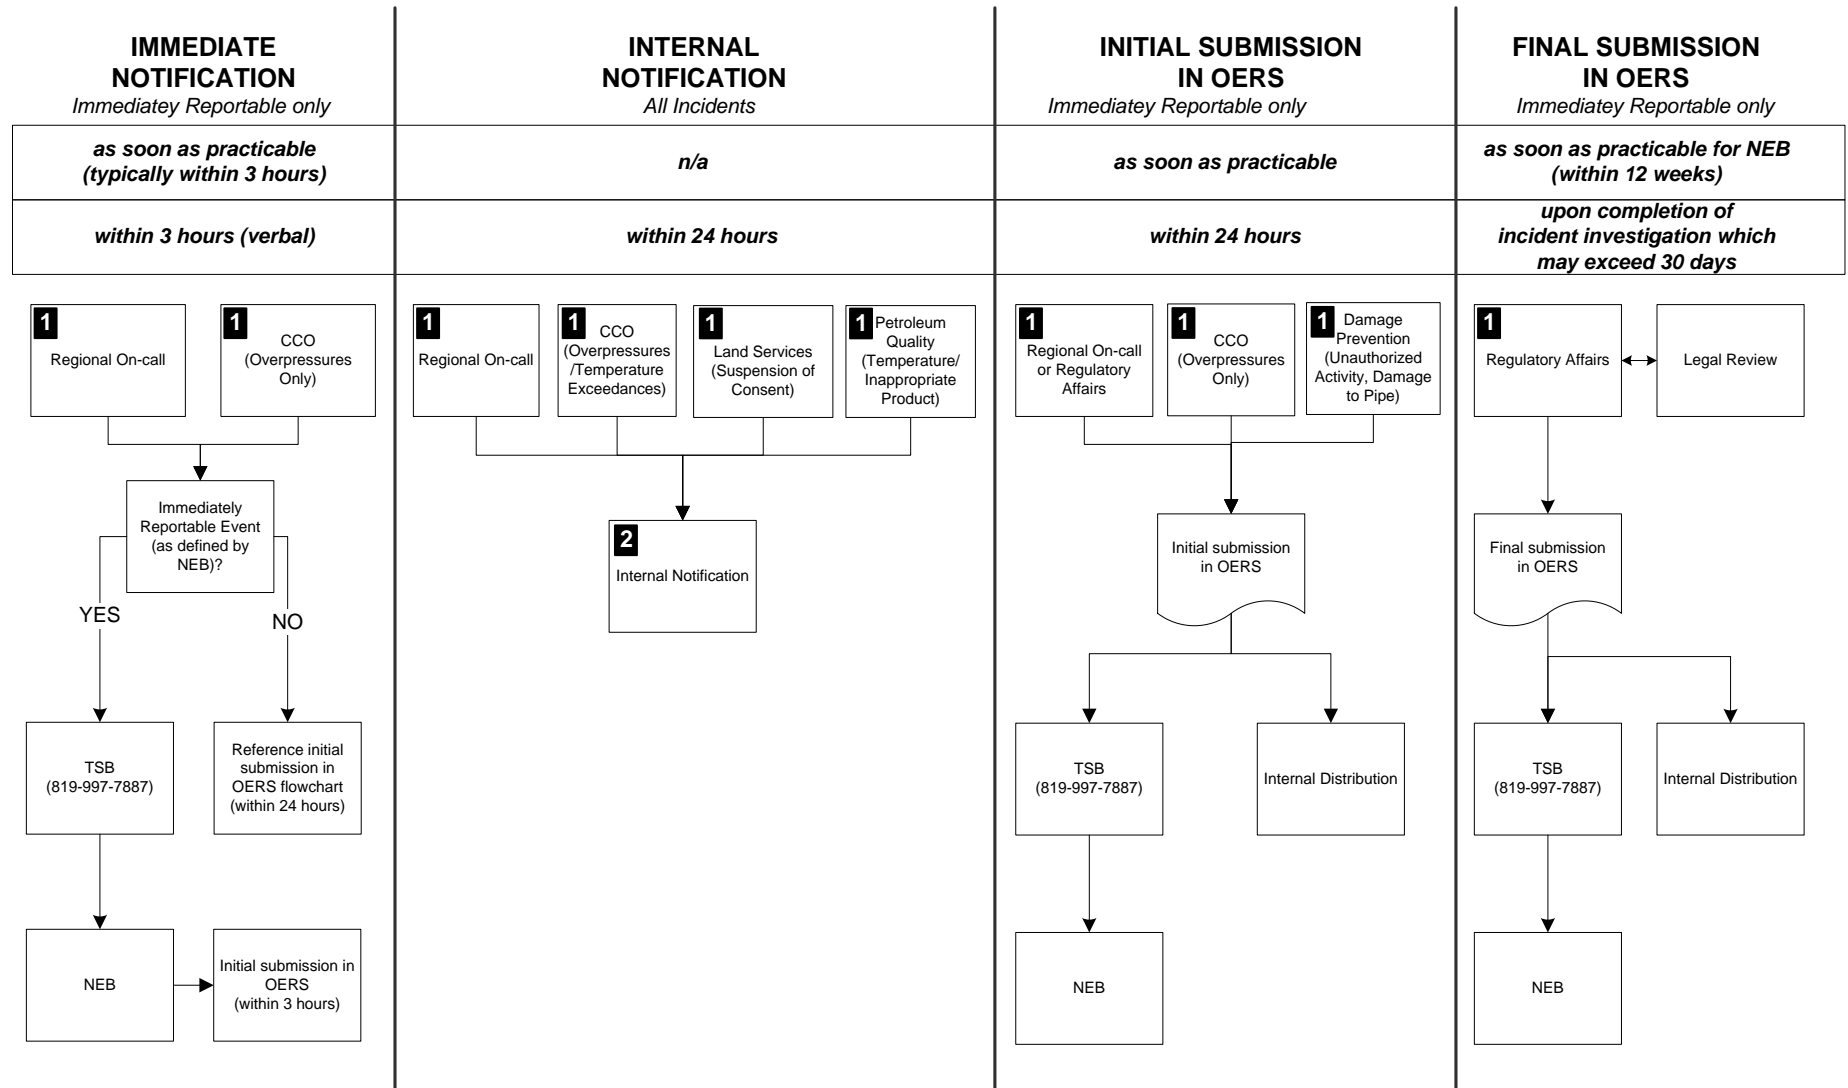 IMMEDIATE
NOTIFICATION
Immediatey Reportable only
as soon as practicable
(typically within 3 hours)
within 3 hours (verbal)
1
Regional On-call
1
CCO
(Overpressures
Only)
Immediately
Reportable Event
(as defined by
NEB)?
YES
NO
TSB
(819-997-7887)
Reference initial
submission in
OERS flowchart
(within 24 hours)
NEB
Initial submission in
OERS
(within 3 hours)
INTERNAL
NOTIFICATION
All Incidents
n/a
within 24 hours
1
Regional On-call
1
CCO
(Overpressures
/Temperature
Exceedances)
1
Land Services
(Suspension of
Consent)
1
Petroleum
Quality
(Temperature/
Inappropriate
Product)
2
Internal Notification
INITIAL SUBMISSION
IN OERS
Immediatey Reportable only
as soon as practicable
within 24 hours
1
Regional On-call
or Regulatory
Affairs
1
CCO
(Overpressures
Only)
1
Damage
Prevention
(Unauthorized
Activity, Damage
to Pipe)
Initial submission
in OERS
TSB
(819-997-7887)
Internal Distribution
NEB
FINAL SUBMISSION
IN OERS
Immediatey Reportable only
as soon as practicable for NEB
(within 12 weeks)
upon completion of
incident investigation which
may exceed 30 days
1
Regulatory Affairs
Legal Review
Final submission
in OERS
TSB
(819-997-7887)
Internal Distribution
NEB